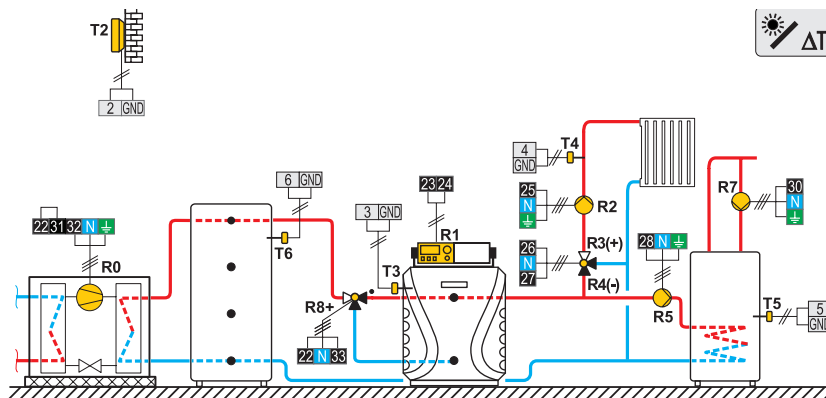 T2
2 GND
ΔT
22 31 32 N
R0
6 GND
T6
3 GND
T3
23 24
R1
R8+
22 N 33
4
GND
T4
25
N
R2
26
N
27
R3(+)
R4(-)
28 N
R5
R7
30
N
T5
5
GND